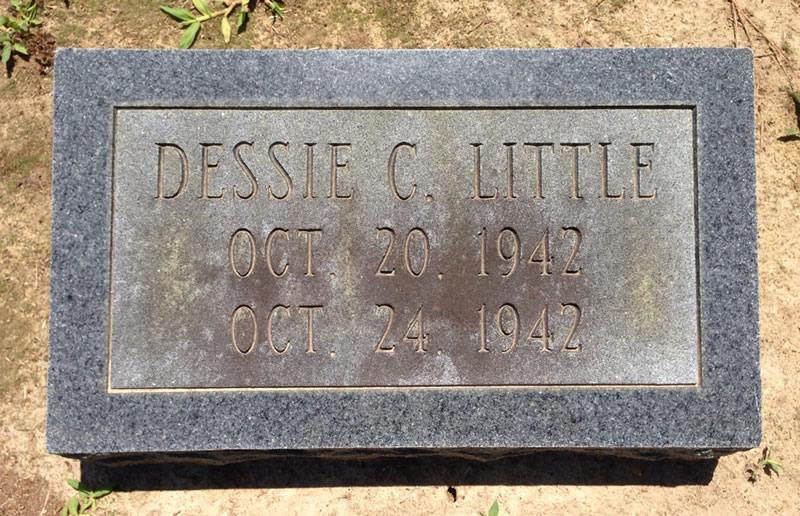 DESSIE C. LITTLE
OCT. 20. 1942
OCT. 24. 1942